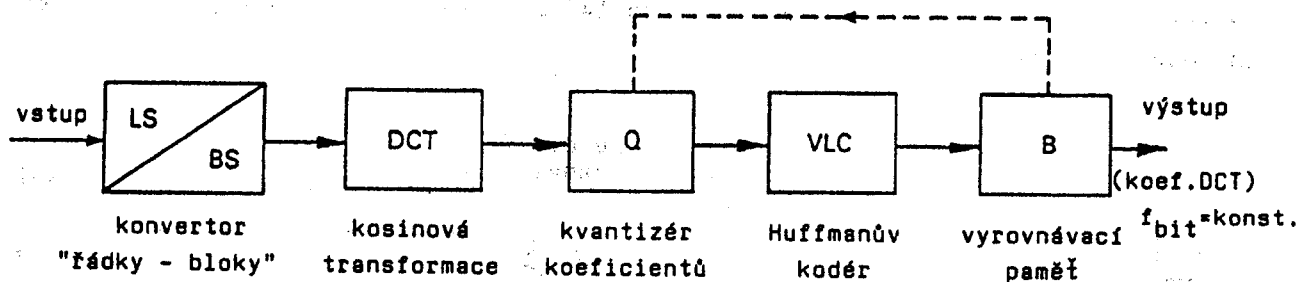 vstup
LS
BS
DCT
Q
VLC
B
výstup
(koef.DCT)
fbit=konst.
konvertor
"řádky - bloky"
kosinová
transformace
kvantizér
koeficientů
Huffmanův
kodér
vyrovnávací
paměť